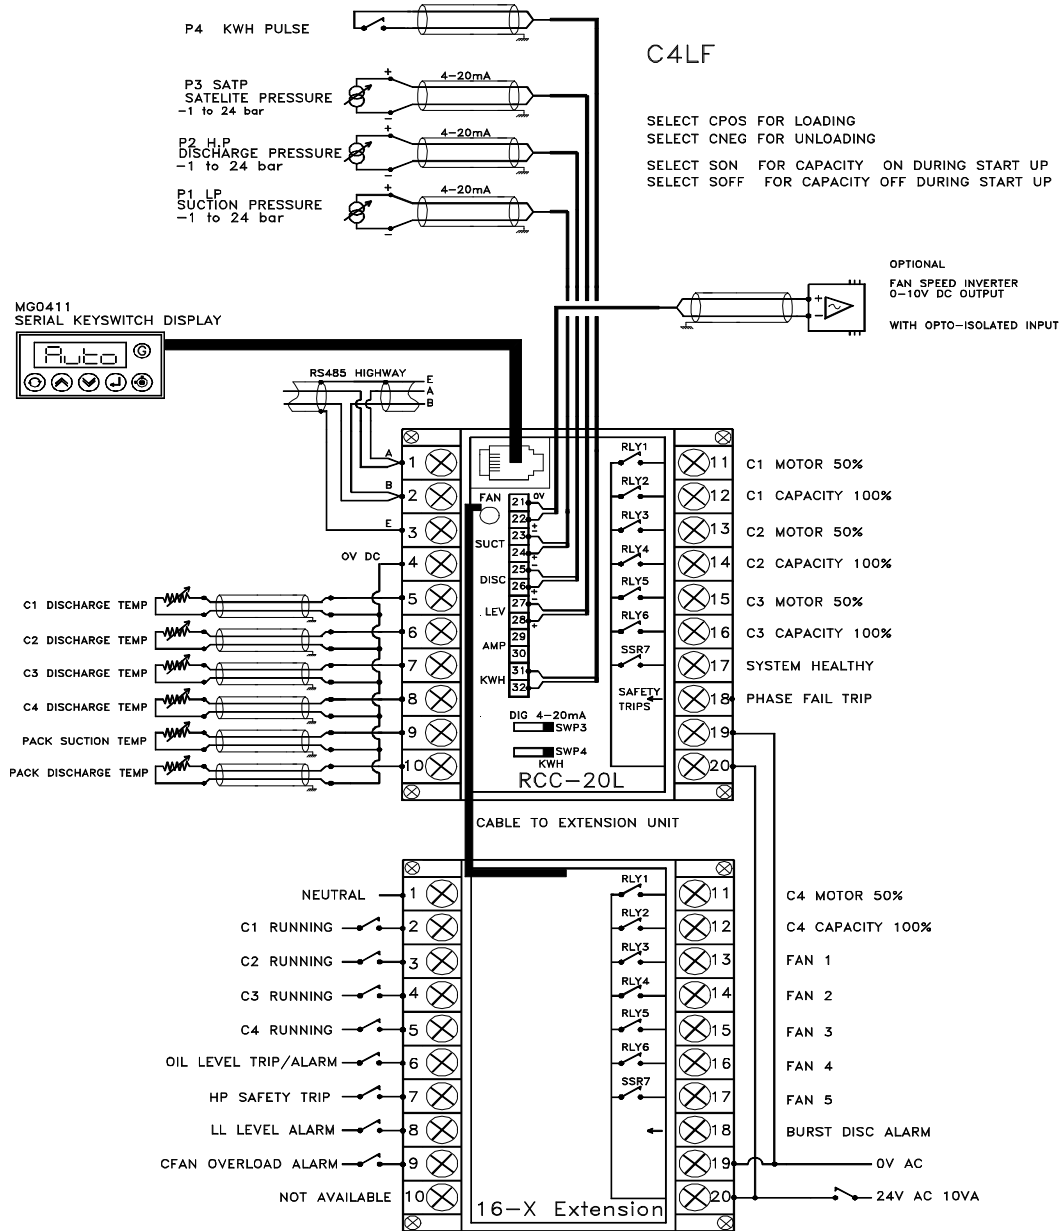 P4 KWH PULSE
C4LF
P3 SATP
SATELITE PRESSURE
-1 to 24 bar
+
-
4-20mA
P2 H.P
DISCHARGE PRESSURE
-1 to 24 bar
+
-
4-20mA
P1 LP
SUCTION PRESSURE
-1 to 24 bar
+
-
4-20mA
SELECT CPOS FOR LOADING
SELECT CNEG FOR UNLOADING
SELECT SON FOR CAPACITY ON DURING START UP
SELECT SOFF FOR CAPACITY OFF DURING START UP
OPTIONAL
FAN SPEED INVERTER
0-10V DC OUTPUT
WITH OPTO-ISOLATED INPUT
+
-
MG0411
SERIAL KEYSWITCH DISPLAY
Auto
G
RS485 HIGHWAY
E
A
B
A
B
E
0V DC
1
2
3
4
5
6
7
8
9
10
C1 DISCHARGE TEMP
C2 DISCHARGE TEMP
C3 DISCHARGE TEMP
C4 DISCHARGE TEMP
PACK SUCTION TEMP
PACK DISCHARGE TEMP
FAN
SUCT
DISC
. LEV
AMP
KWH
21 0V
22
23 + -
24
25 + -
26
27 + -
28 +
29
30
31
32
DIG 4-20mA
SWP3
SWP4
KWH
RCC-20L
RLY1
RLY2
RLY3
RLY4
RLY5
RLY6
SSR7
SAFETY
TRIPS
11 C1 MOTOR 50%
12 C1 CAPACITY 100%
13 C2 MOTOR 50%
14 C2 CAPACITY 100%
15 C3 MOTOR 50%
16 C3 CAPACITY 100%
17 SYSTEM HEALTHY
18 PHASE FAIL TRIP
19
20
CABLE TO EXTENSION UNIT
NEUTRAL 1
C1 RUNNING 2
C2 RUNNING 3
C3 RUNNING 4
C4 RUNNING 5
OIL LEVEL TRIP/ALARM 6
HP SAFETY TRIP 7
LL LEVEL ALARM 8
CFAN OVERLOAD ALARM 9
NOT AVAILABLE 10
RLY1
RLY2
RLY3
RLY4
RLY5
RLY6
SSR7
16-X Extension
11 C4 MOTOR 50%
12 C4 CAPACITY 100%
13 FAN 1
14 FAN 2
15 FAN 3
16 FAN 4
17 FAN 5
18 BURST DISC ALARM
19 0V AC
20 24V AC 10VA